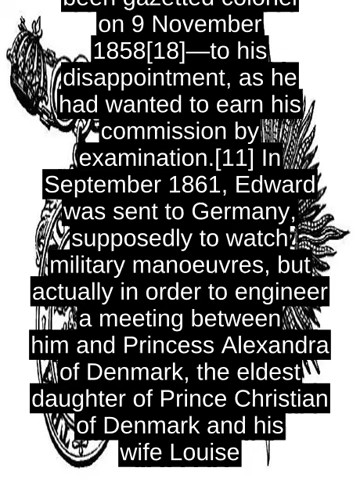 been gazetted colonel
on 9 November
1858[18]—to his
disappointment, as he
had wanted to earn his
commission by
examination.[11] In
September 1861, Edward
was sent to Germany,
supposedly to watch
military manoeuvres, but
actually in order to engineer
a meeting between
him and Princess Alexandra
of Denmark, the eldest
daughter of Prince Christian
of Denmark and his
wife Louise